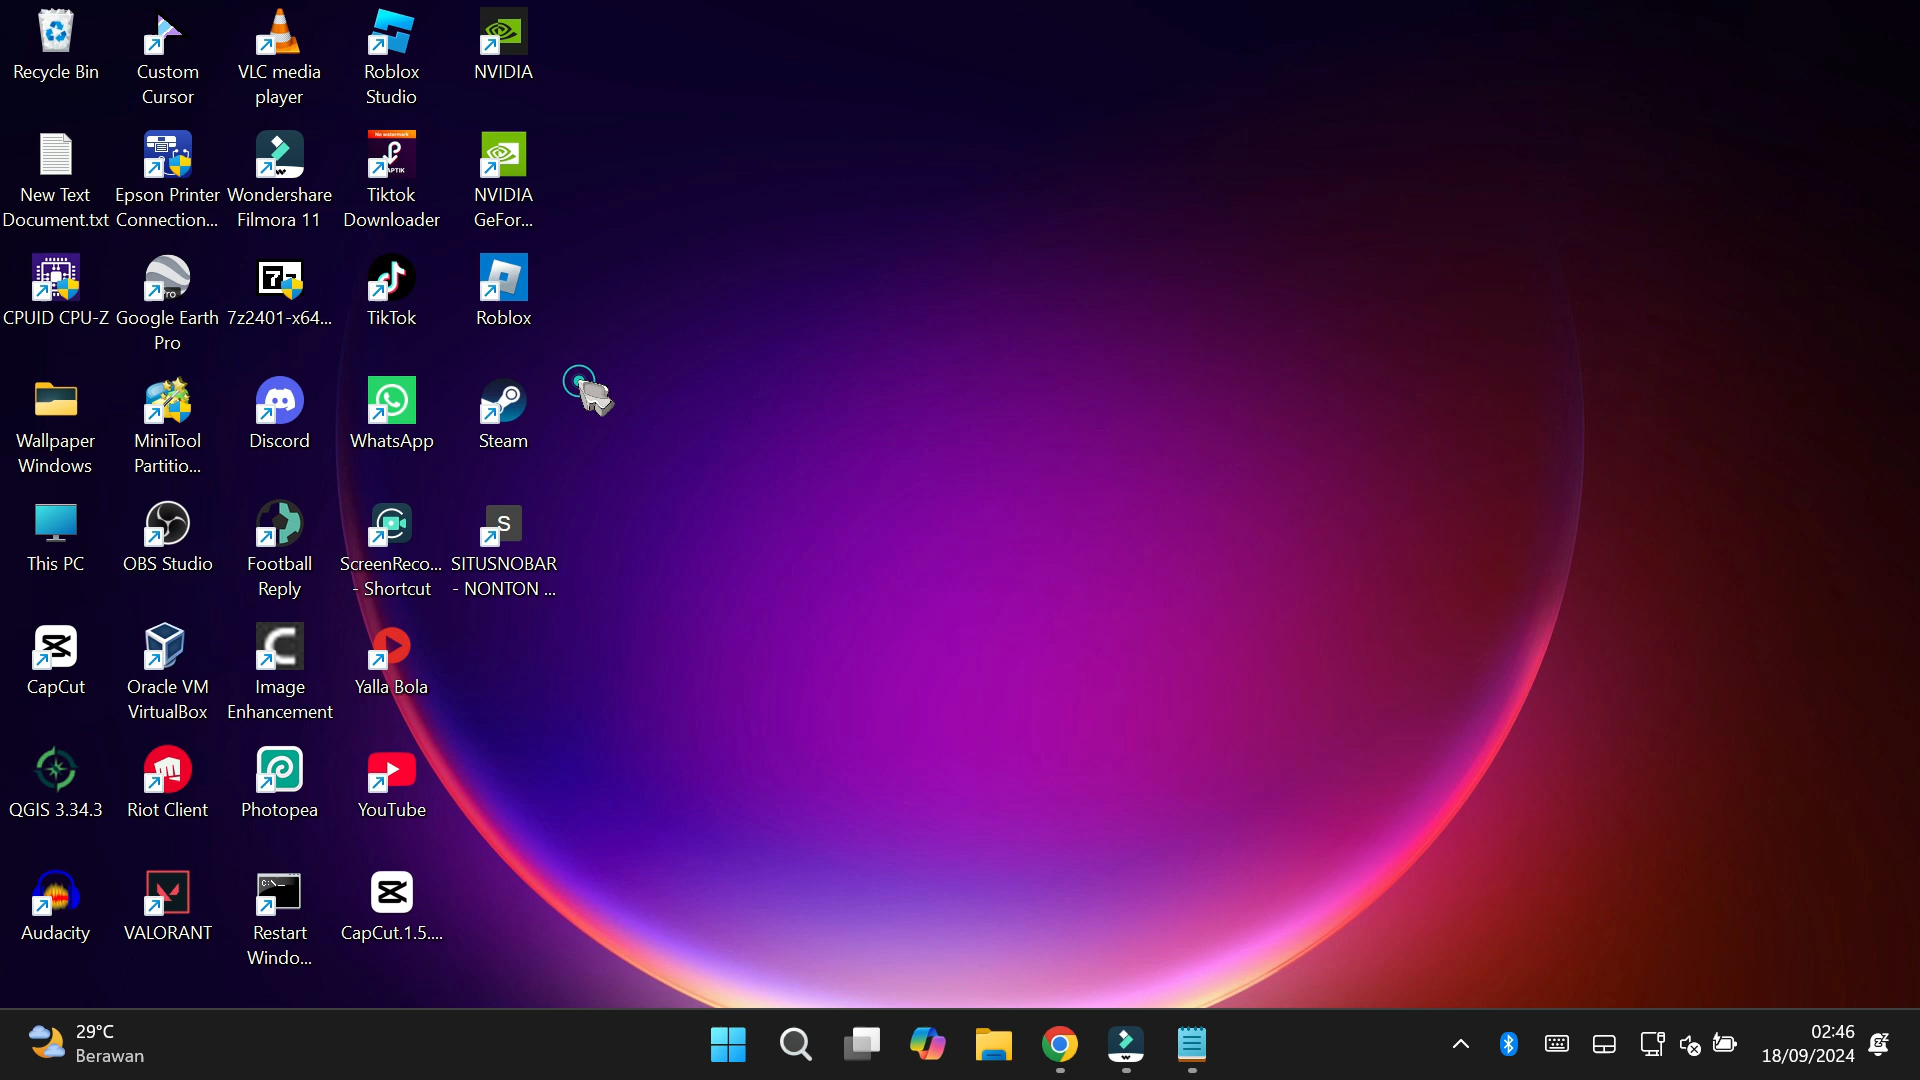 Recycle Bin
Custom
Cursor
VLC media
player
Roblox
Studio
NVIDIA
New Text
Document.txt
Epson Printer
Connection...
Wondershare
Filmora 11
No watermark
Tiktok
Downloader
NVIDIA
GeFor...
CPUID CPU-Z
Google Earth
Pro
7z2401-x64...
TikTok
Roblox
Wallpaper
Windows
MiniTool
Partitio...
Discord
WhatsApp
Steam
This PC
OBS Studio
Football
Reply
ScreenReco...
- Shortcut
S
SITUSNOBAR
- NONTON ...
CapCut
Oracle VM
VirtualBox
Image
Enhancement
Yalla Bola
QGIS 3.34.3
Riot Client
Photopea
YouTube
Audacity
VALORANT
Restart
Windo...
CapCut.1.5....
29°C
Berawan
02:46
18/09/2024